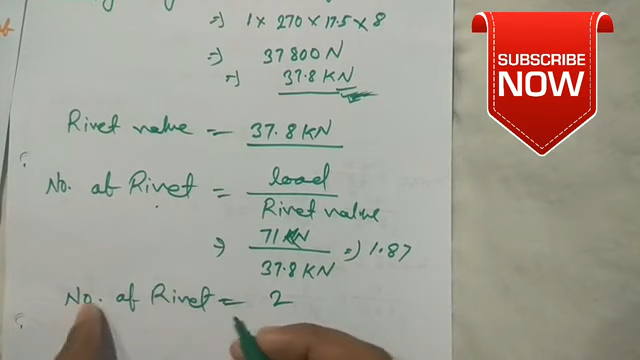 =) 1 x 270 x 17.5 x 8
=) 37800 N
=) 37.8 KN
Rivet value = 37.8 KN
No. of Rivet = load
Rivet value
=) 71 KN
37.8 KN =) 1.87
No. of Rivet = 2
SUBSCRIBE
NOW